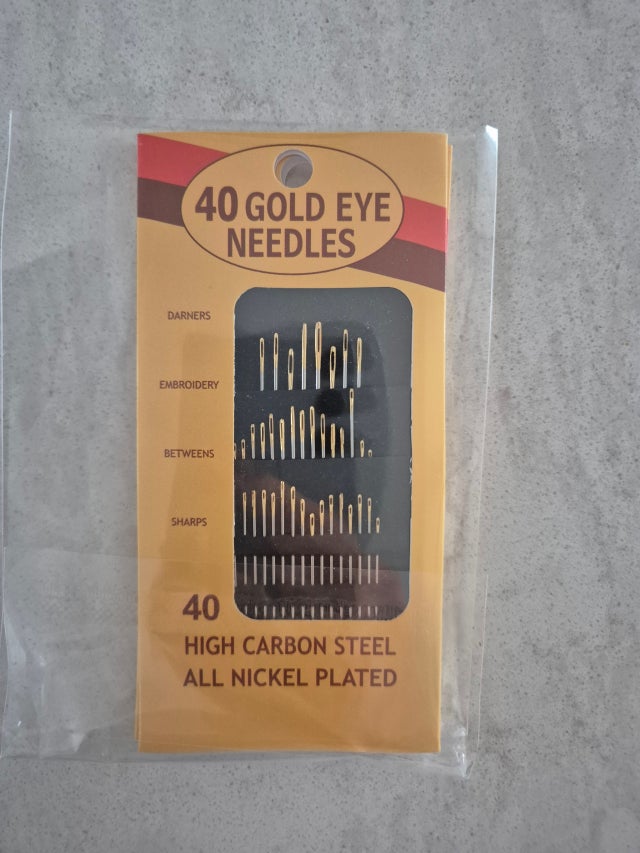 40 GOLD EYE
NEEDLES
DARNERS
EMBROIDERY
BETWEENS
SHARPS
40
HIGH CARBON STEEL
ALL NICKEL PLATED